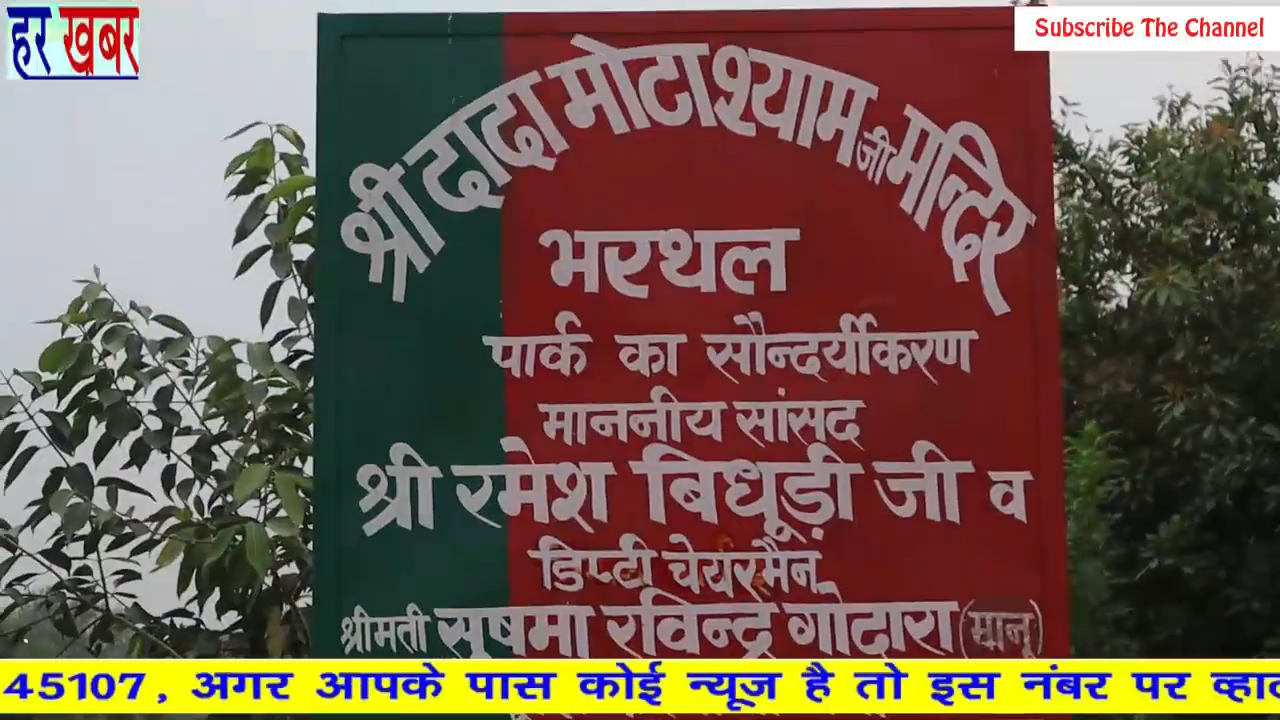 हर खबर
Subscribe The Channel
श्री दादा मोटा श्याम जी मन्दिर
भरथल
पार्क का सौन्दर्यीकरण
माननीय सांसद
श्री रमेश बिधूड़ी जी व
डिप्टी चेयरमैन
श्रीमती सुषमा रविन्द्र गोदारा (मानू)
45107, अगर आपके पास कोई न्यूज है तो इस नंबर पर